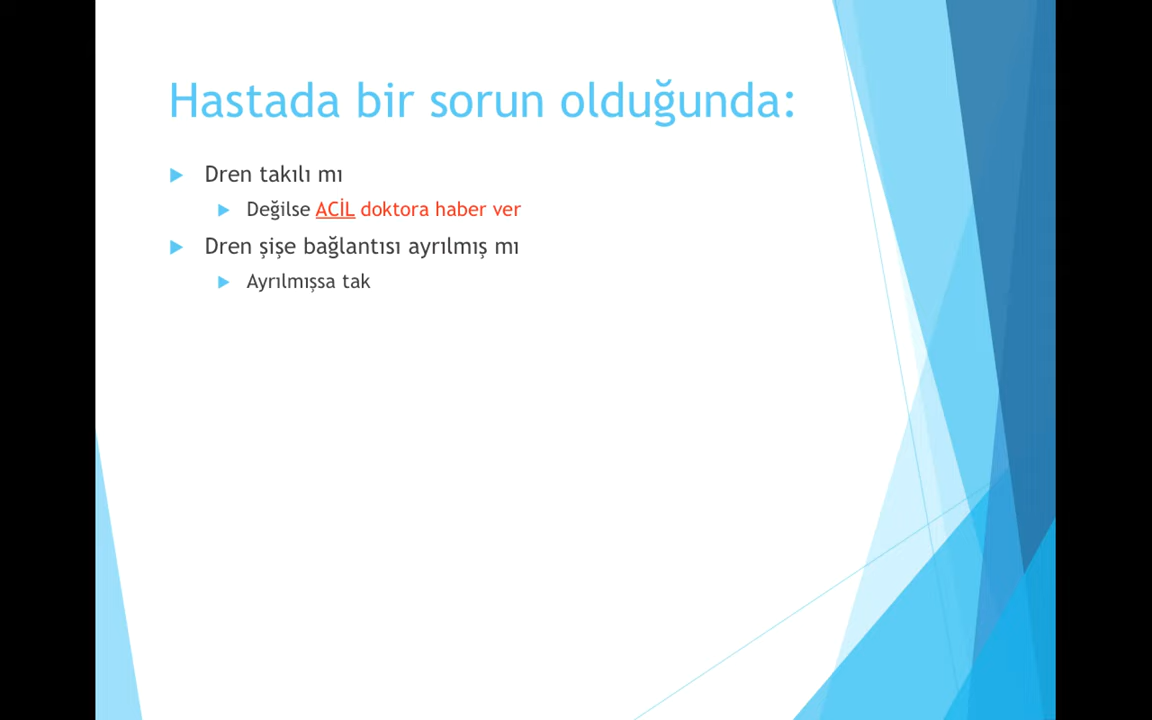 Hastada bir sorun olduğunda:
Dren takılı mı
Değilse ACİL doktora haber ver
Dren şişe bağlantısı ayrılmış mı
Ayrılmışsa tak